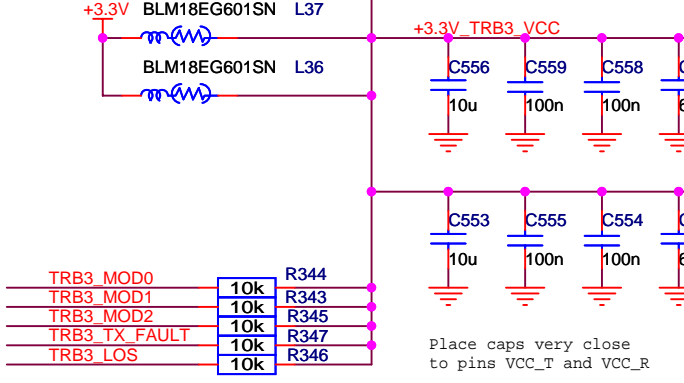 +3.3V BLM18EG601SN L37
+3.3V_TRB3_VCC
BLM18EG601SN L36
C556 C559 C558
10u 100n 100n
C553 C555 C554
10u 100n 100n
TRB3_MOD0 10k R344
TRB3_MOD1 10k R343
TRB3_MOD2 10k R345
TRB3_TX_FAULT 10k R347
TRB3_LOS 10k R346
Place caps very close
to pins VCC_T and VCC_R